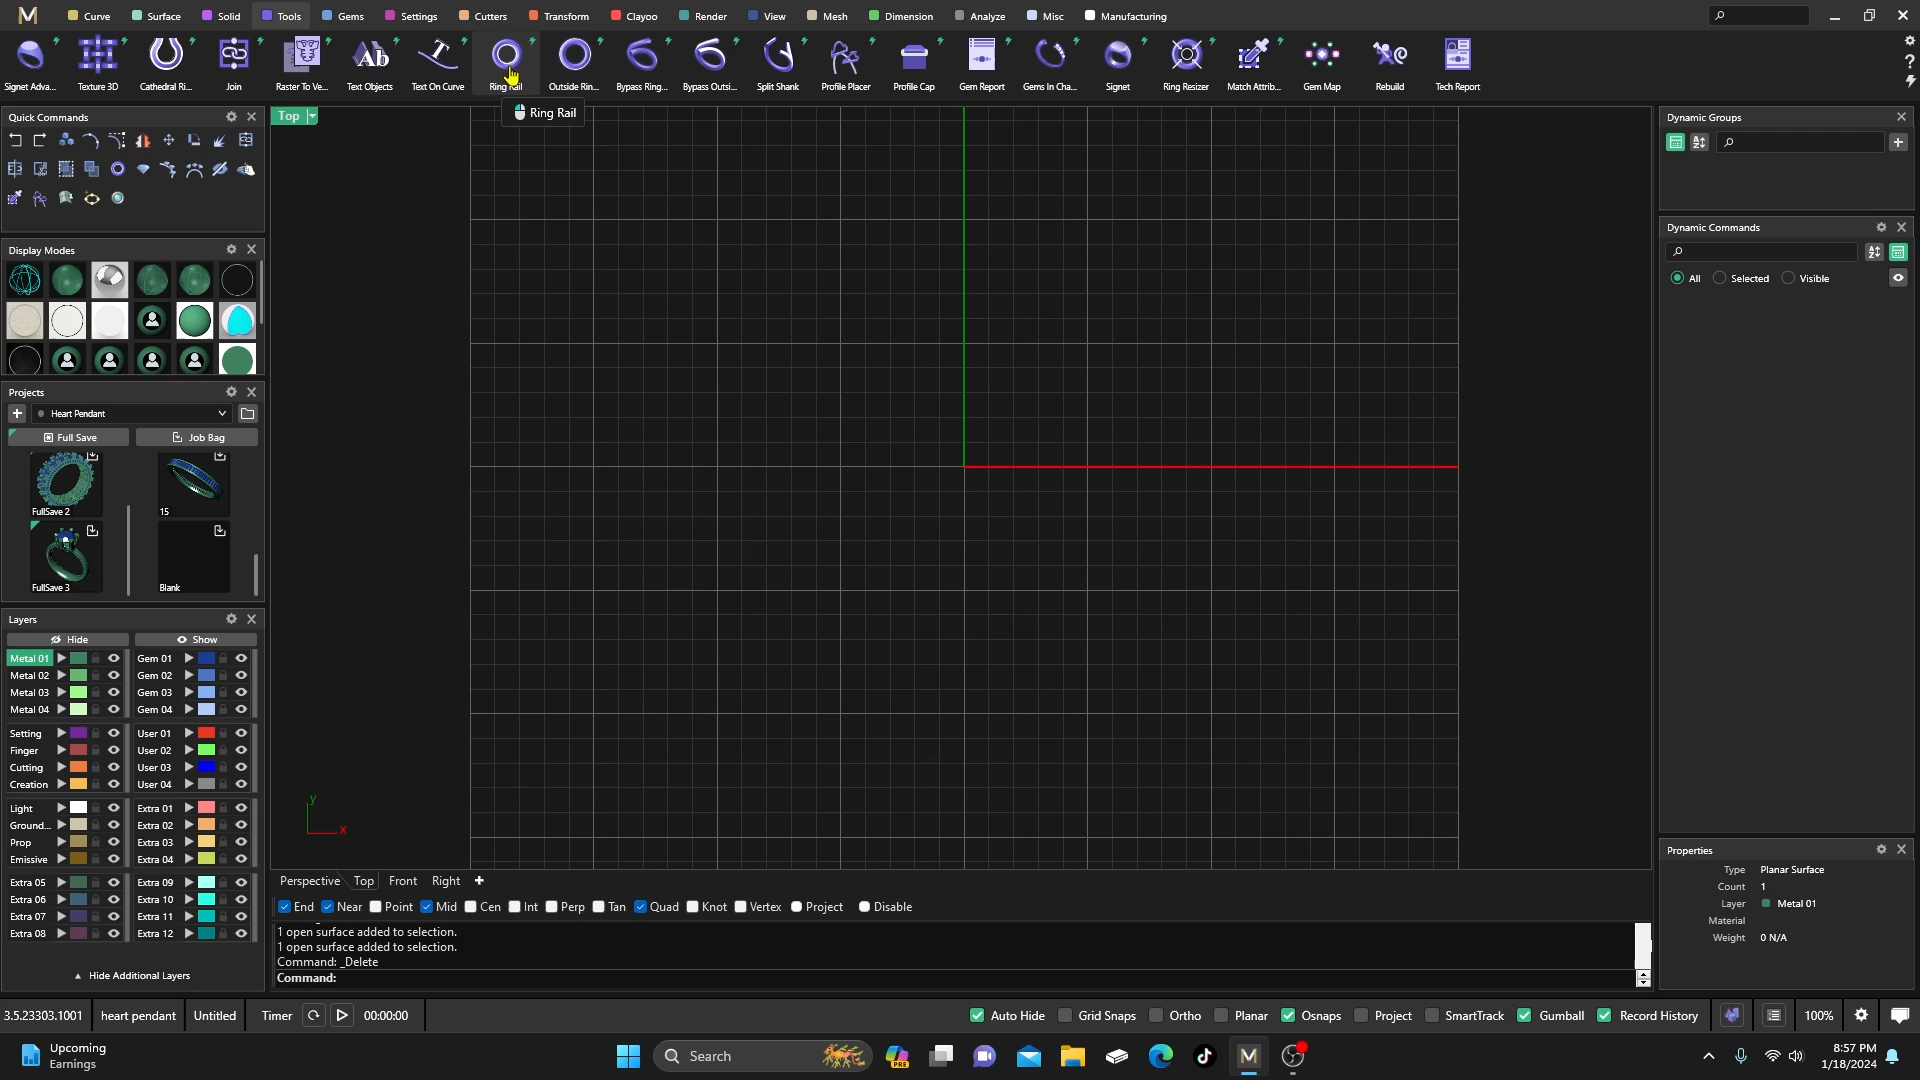 M Curve Surface Solid Tools Gems Settings Cutters Transform Clayoo Render View Mesh Dimension Analyze Misc Manufacturing
Signet Adva... Texture 3D Cathedral Ri... Join Raster To Ve... Text Objects Text On Curve Ring Rail Outside Rin... Bypass Ring... Bypass Outsi... Split Shank Profile Placer Profile Cap Gem Report Gems In Cha... Signet Ring Resizer Match Attrib... Gem Map Rebuild Tech Report
Ring Rail
Quick Commands
Top
Dynamic Groups
Dynamic Commands
All Selected Visible
Display Modes
Projects
Heart Pendant
Full Save Job Bag
FullSave 2 15
FullSave 3 Blank
Layers
Hide Show
Metal 01 Gem 01
Metal 02 Gem 02
Metal 03 Gem 03
Metal 04 Gem 04
Setting User 01
Finger User 02
Cutting User 03
Creation User 04
Light Extra 01
Ground... Extra 02
Prop Extra 03
Emissive Extra 04
Extra 05 Extra 09
Extra 06 Extra 10
Extra 07 Extra 11
Extra 08 Extra 12
Hide Additional Layers
y
x
Perspective Top Front Right
End Near Point Mid Cen Int Perp Tan Quad Knot Vertex Project Disable
1 open surface added to selection.
1 open surface added to selection.
Command: _Delete
Command:
Properties
Type Planar Surface
Count 1
Layer Metal 01
Material
Weight 0 N/A
3.5.23303.1001 heart pendant Untitled Timer 00:00:00 Auto Hide Grid Snaps Ortho Planar Osnaps Project SmartTrack Gumball Record History 100%
Upcoming
Earnings
Search
PRE
M
8:57 PM
1/18/2024